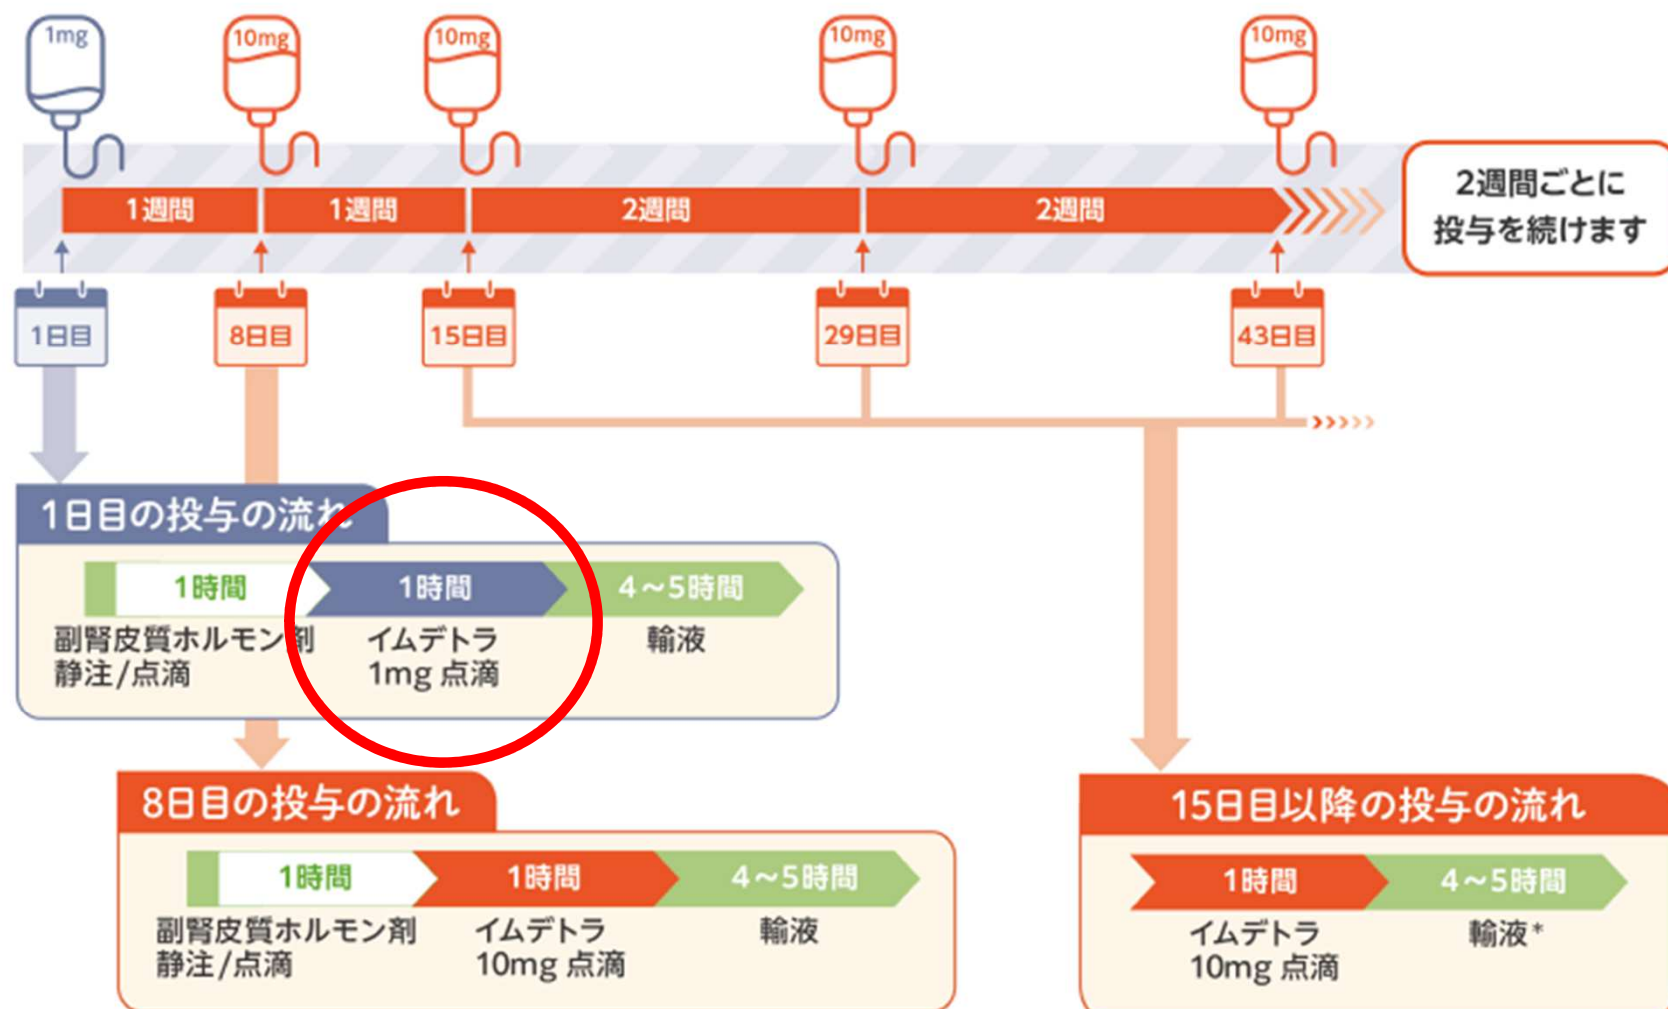 1mg
10mg
10mg
10mg
10mg
1週間
1週間
2週間
2週間
2週間ごとに
投与を続けます
1日目
8日目
15日目
29日目
43日目
1日目の投与の流れ
1時間
1時間
4～5時間
副腎皮質ホルモン剤
静注/点滴
イムデトラ
1mg 点滴
輸液
8日目の投与の流れ
1時間
1時間
4～5時間
副腎皮質ホルモン剤
静注/点滴
イムデトラ
10mg 点滴
輸液
15日目以降の投与の流れ
1時間
4～5時間
イムデトラ
10mg 点滴
輸液*